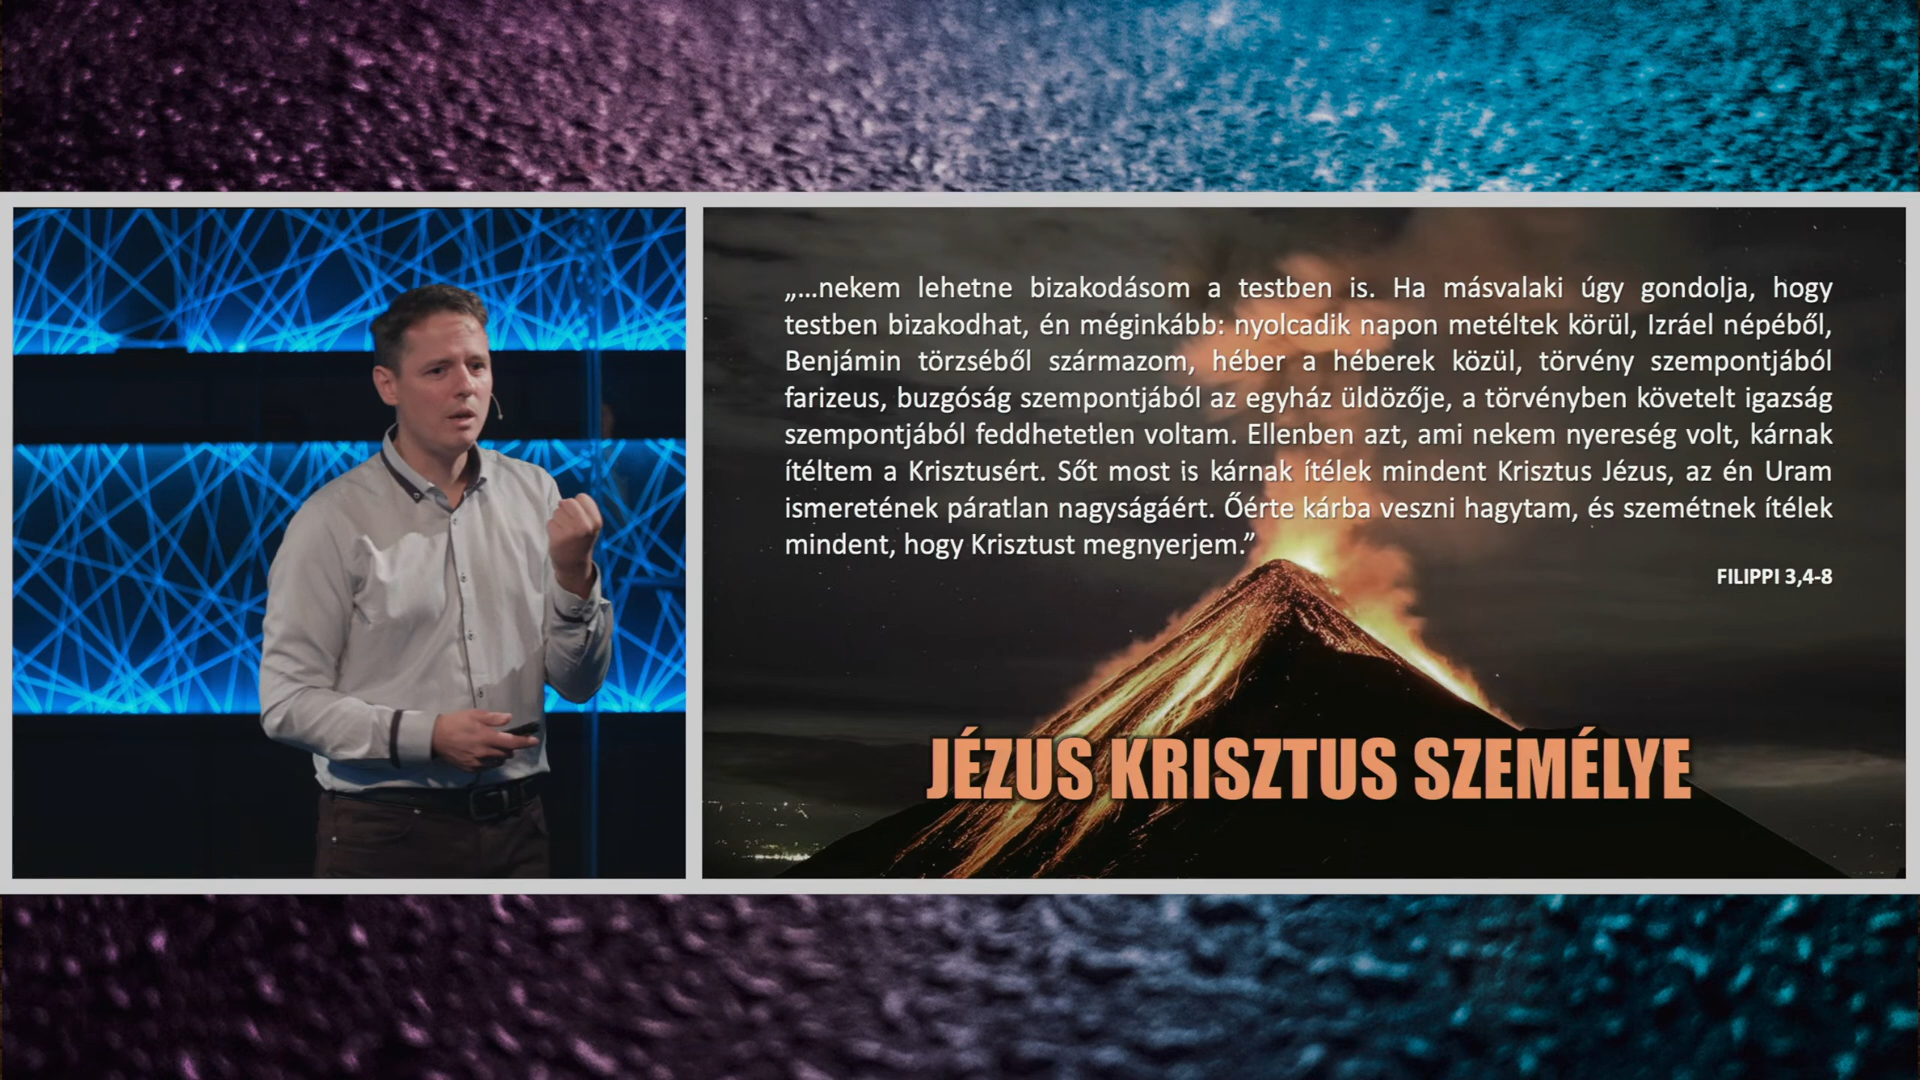 „…nekem lehetne bizakodásom a testben is. Ha másvalaki úgy gondolja, hogy
testben bizakodhat, én méginkább: nyolcadik napon metéltek körül, Izráel népéből,
Benjámin törzséből származom, héber a héberek közül, törvény szempontjából
farizeus, buzgóság szempontjából az egyház üldözője, a törvényben követelt igazság
szempontjából feddhetetlen voltam. Ellenben azt, ami nekem nyereség volt, kárnak
ítéltem a Krisztusért. Sőt most is kárnak ítélek mindent Krisztus Jézus, az én Uram
ismeretének páratlan nagyságáért. Őérte kárba veszni hagytam, és szemétnek ítélek
mindent, hogy Krisztust megnyerjem.”
FILIPPI 3,4-8
JÉZUS KRISZTUS SZEMÉLYE